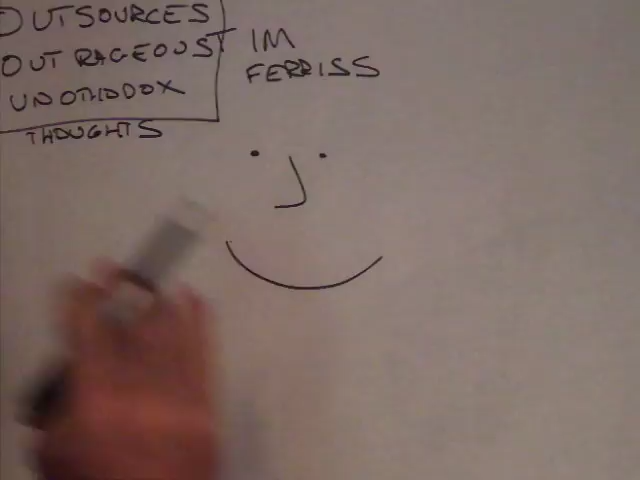 OUTSOURCES
OUTRAGEOUS
UNOTHODOX
THOUGHTS
TIM
FERRISS